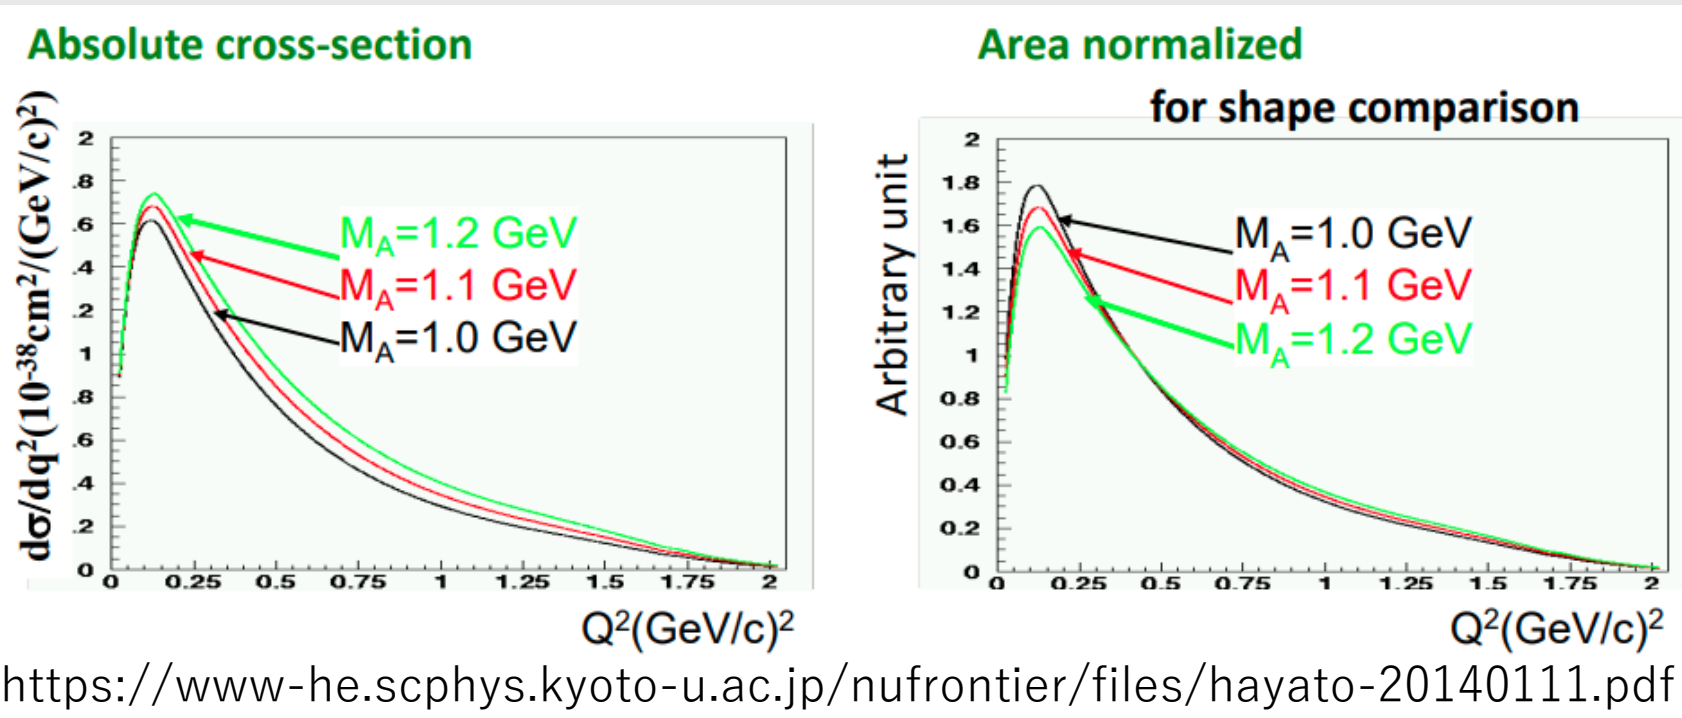 Absolute cross-section
dσ/dq²(10⁻³⁸cm²/(GeV/c)²)
2
.8
.6
.4
.2
1
.8
.6
.4
.2
0
0 0.25 0.5 0.75 1 1.25 1.5 1.75 2
M_A=1.2 GeV
M_A=1.1 GeV
M_A=1.0 GeV
Q²(GeV/c)²
Area normalized
for shape comparison
Arbitrary unit
2
1.8
1.6
1.4
1.2
1
0.8
0.6
0.4
0.2
0
0 0.25 0.5 0.75 1 1.25 1.5 1.75 2
M_A=1.0 GeV
M_A=1.1 GeV
M_A=1.2 GeV
Q²(GeV/c)²
https://www-he.scphys.kyoto-u.ac.jp/nufrontier/files/hayato-20140111.pdf